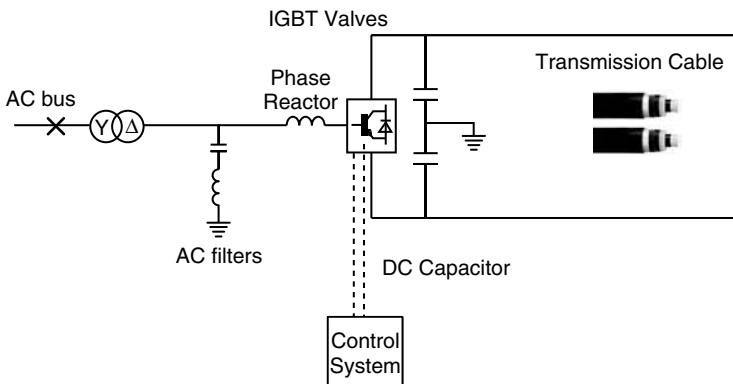 IGBT Valves
Transmission Cable
Phase
Reactor
AC bus
Y Δ
AC filters
DC Capacitor
Control
System